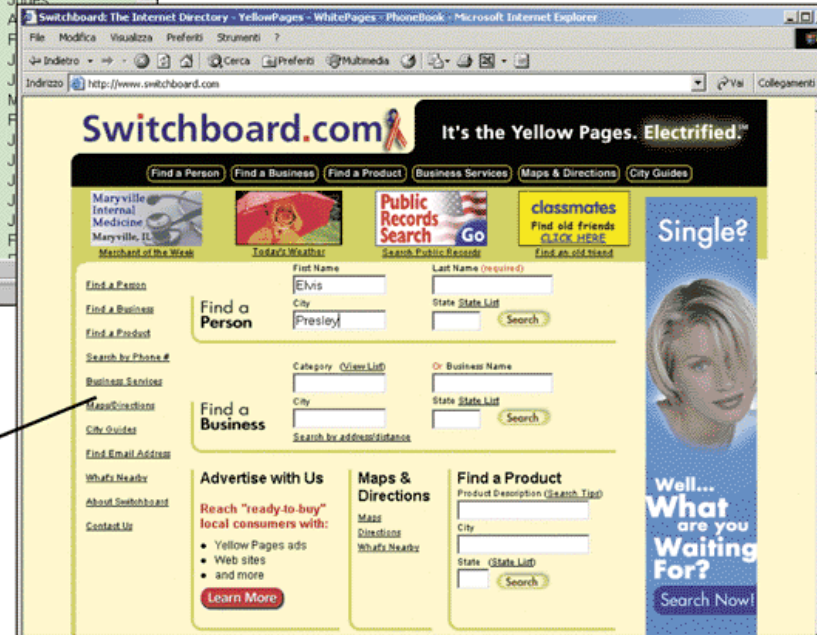 Switchboard: The Internet Directory - YellowPages - WhitePages - PhoneBook - Microsoft Internet Explorer
File Modifica Visualizza Preferiti Strumenti ?
Indietro Cerca Preferiti Multimedia
Indirizzo http://www.switchboard.com Vai Collegamenti
Switchboard.com It's the Yellow Pages. Electrified.™
Find a Person Find a Business Find a Product Business Services Maps & Directions City Guides
Maryville
Internal
Medicine
Maryville, IL
Merchant of the Week
Today's Weather
Public
Records
Search Go
Search Public Records
classmates
Find old friends
CLICK HERE
Find an old friend
Find a Person
Find a Business
Find a Product
Search by Phone #
Business Services
Maps/Directions
City Guides
Find Email Address
What's Nearby
About Switchboard
Contact Us
Find a
Person
First Name Last Name (required)
Elvis
City State State List
Presley Search
Find a
Business
Category (View List) Or Business Name
City State State List
Search
Search by address/distance
Advertise with Us
Reach "ready-to-buy"
local consumers with:
• Yellow Pages ads
• Web sites
• and more
Learn More
Maps &
Directions
Maps
Directions
What's Nearby
Find a Product
Product Description (Search Tips)
City
State (State List)
Search
Single?
Well...
What
are you
Waiting
For?
Search Now!